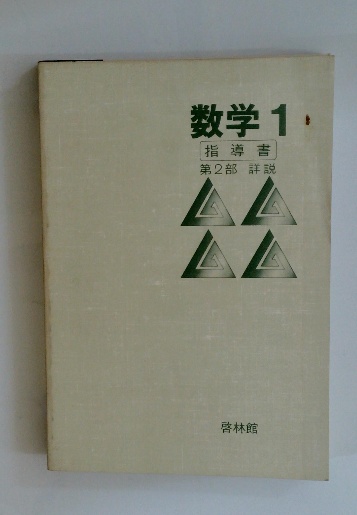 数学1
指導書
第2部 詳説
啓林館